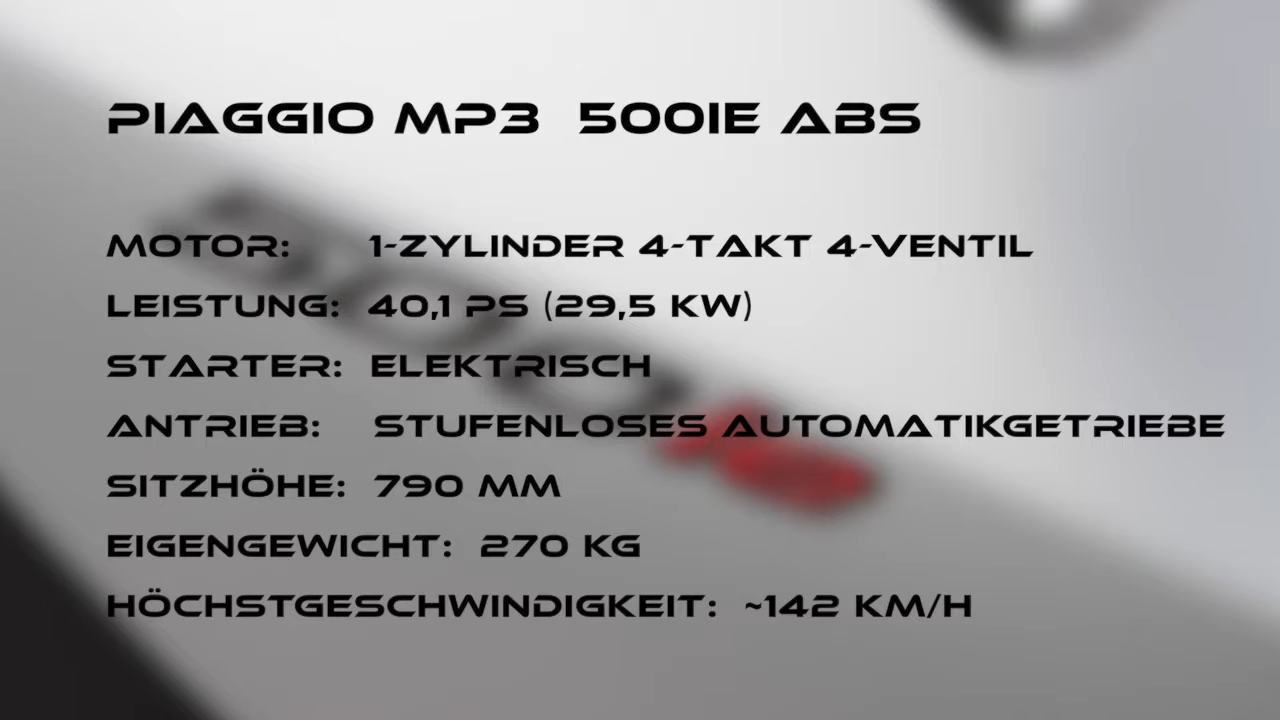 PIAGGIO MP3 500IE ABS
MOTOR: 1-ZYLINDER 4-TAKT 4-VENTIL
LEISTUNG: 40,1 PS (29,5 KW)
STARTER: ELEKTRISCH
ANTRIEB: STUFENLOSES AUTOMATIKGETRIEBE
SITZHÖHE: 790 MM
EIGENGEWICHT: 270 KG
HÖCHSTGESCHWINDIGKEIT: ~142 KM/H